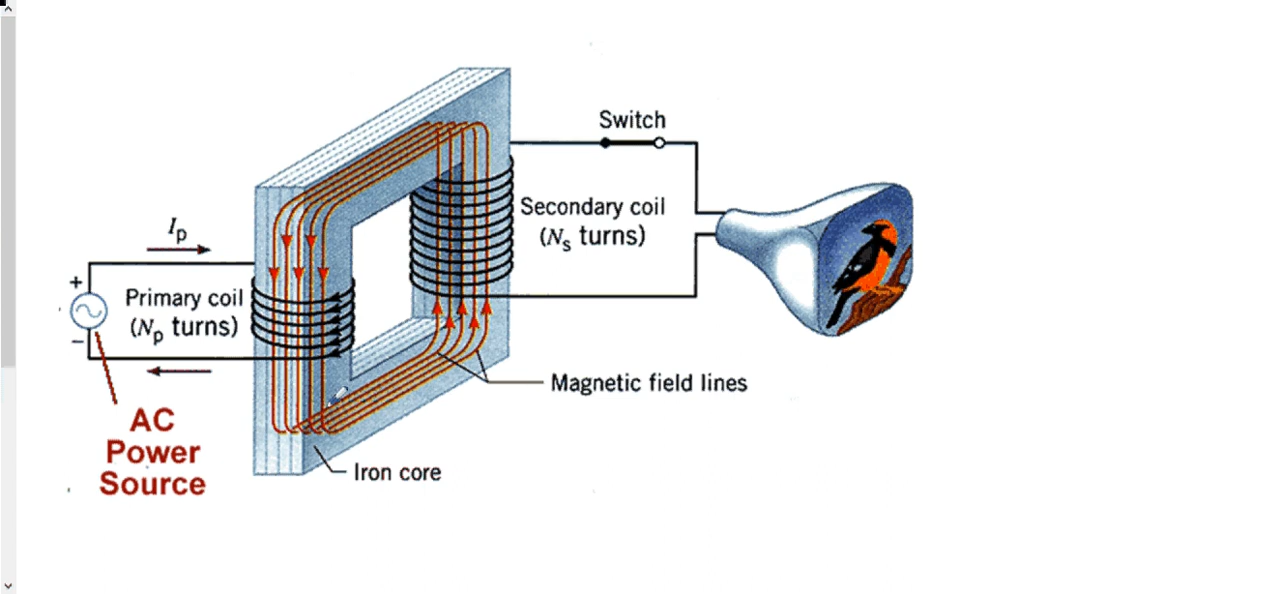 Switch
Secondary coil
(Ns turns)
Ip
+
Primary coil
(Np turns)
−
Magnetic field lines
AC
Power
Source
Iron core